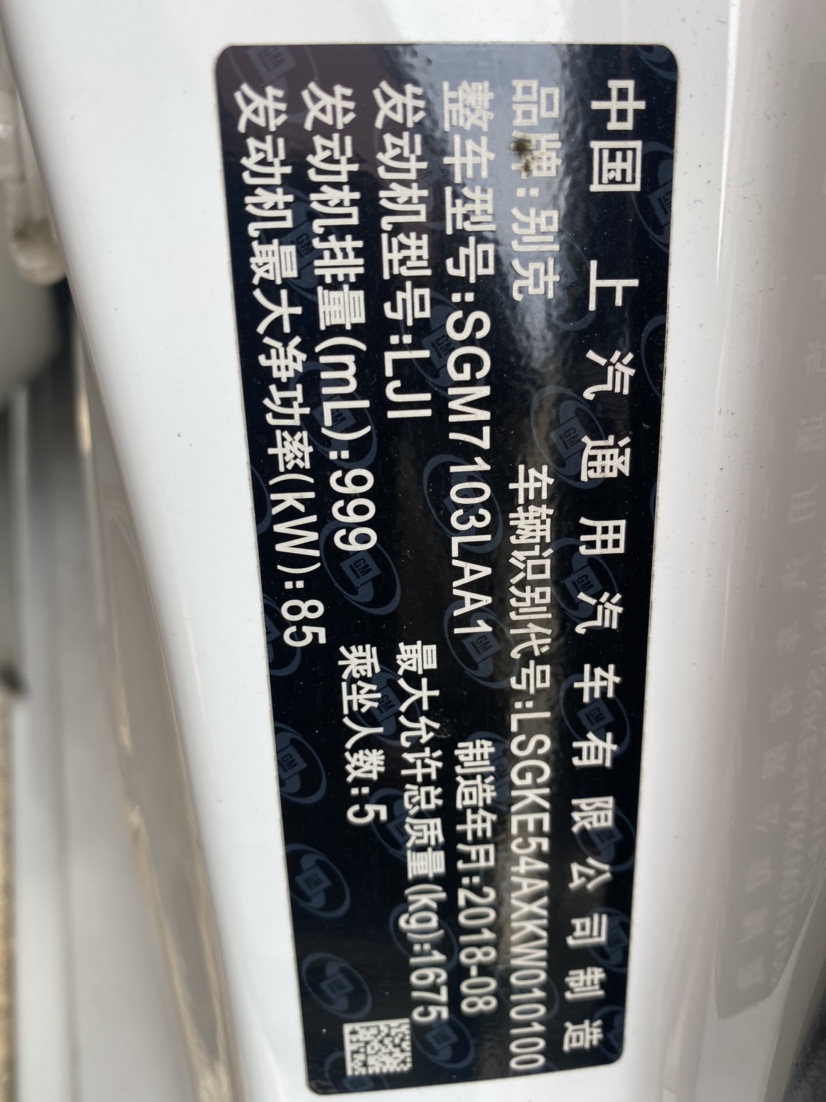 中国 上汽通用汽车有限公司制造
品牌:别克 车辆识别代号:LSGKE54AXKW010100
整车型号:SGM7103LAA1 制造年月:2018-08
发动机型号:LJI 最大允许总质量(kg):1675
发动机排量(mL):999 乘坐人数:5
发动机最大净功率(kW):85